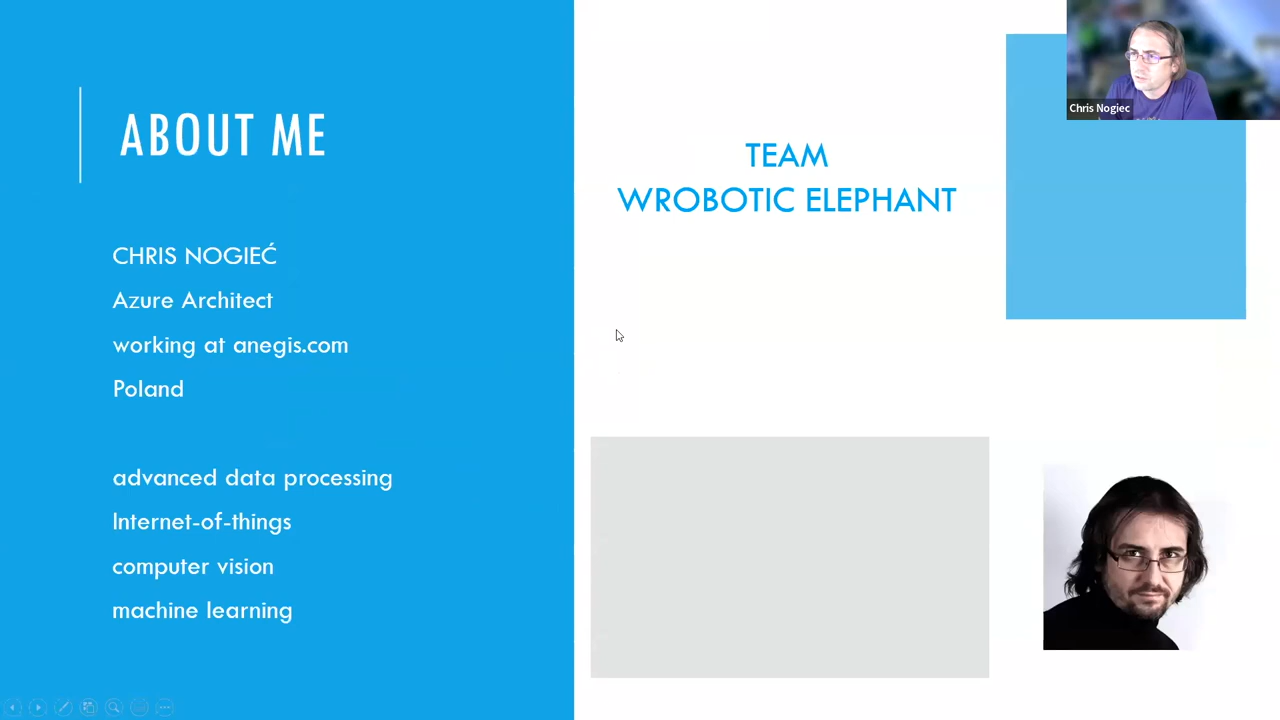 ABOUT ME
CHRIS NOGIEĆ
Azure Architect
working at anegis.com
Poland
advanced data processing
Internet-of-things
computer vision
machine learning
TEAM
WROBOTIC ELEPHANT
Chris Nogiec